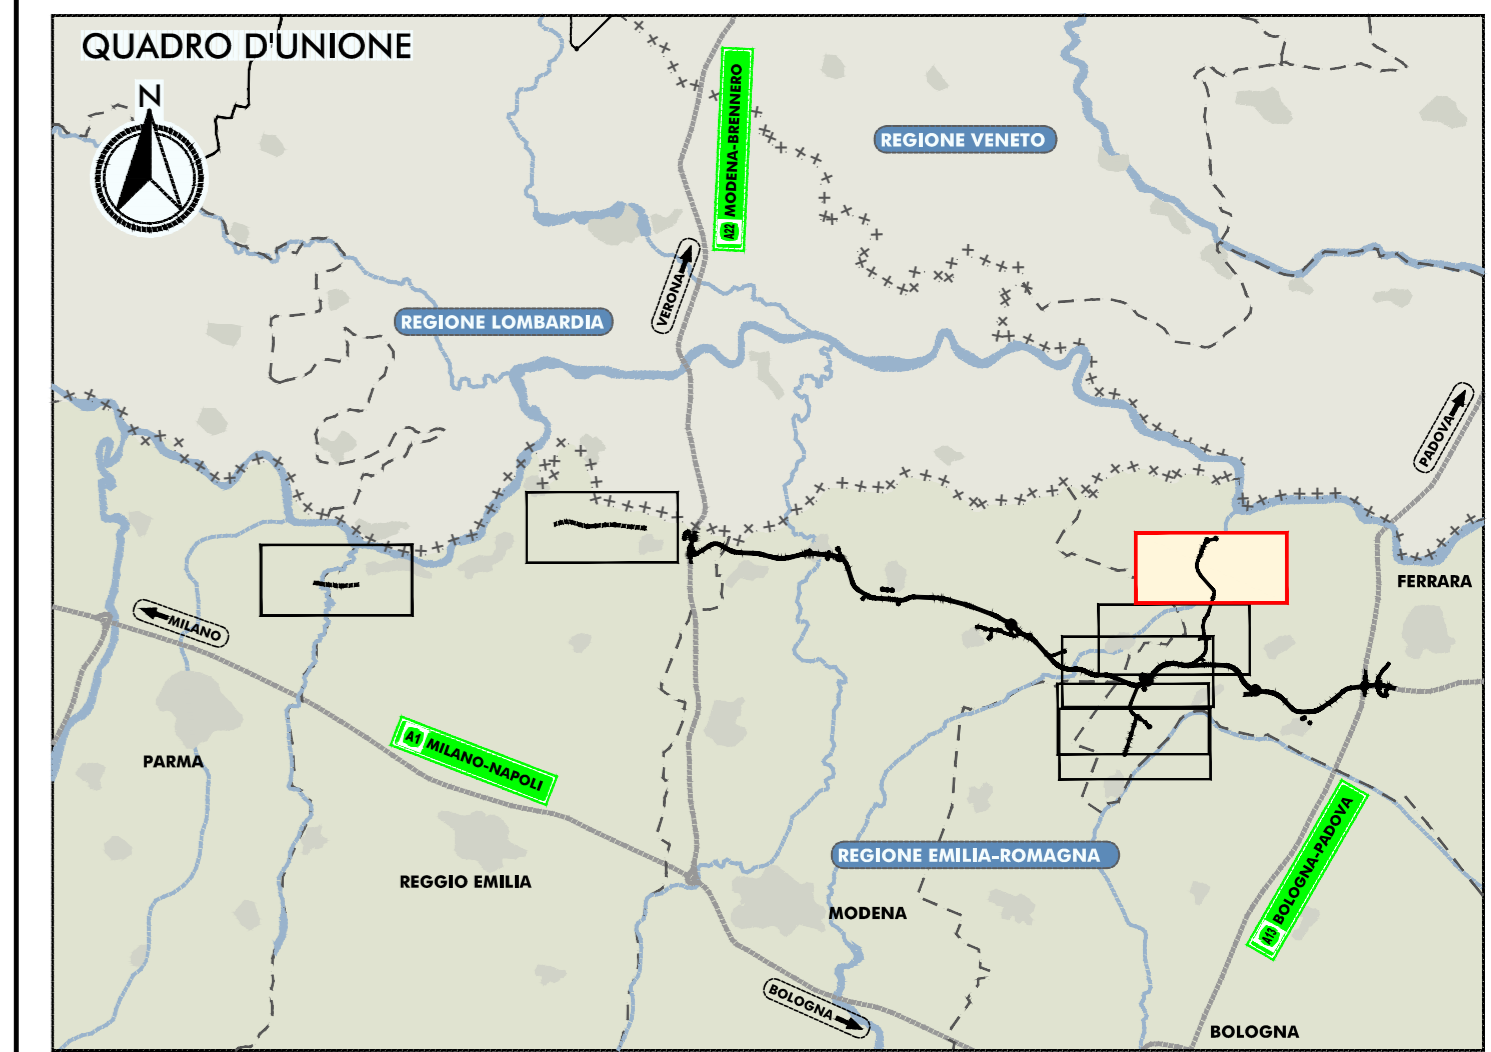 QUADRO D'UNIONE
N
A22 MODENA-BRENNERO
REGIONE VENETO
VERONA
REGIONE LOMBARDIA
PADOVA
FERRARA
MILANO
A1 MILANO-NAPOLI
PARMA
A13 BOLOGNA-PADOVA
REGIONE EMILIA-ROMAGNA
REGGIO EMILIA
MODENA
BOLOGNA
BOLOGNA